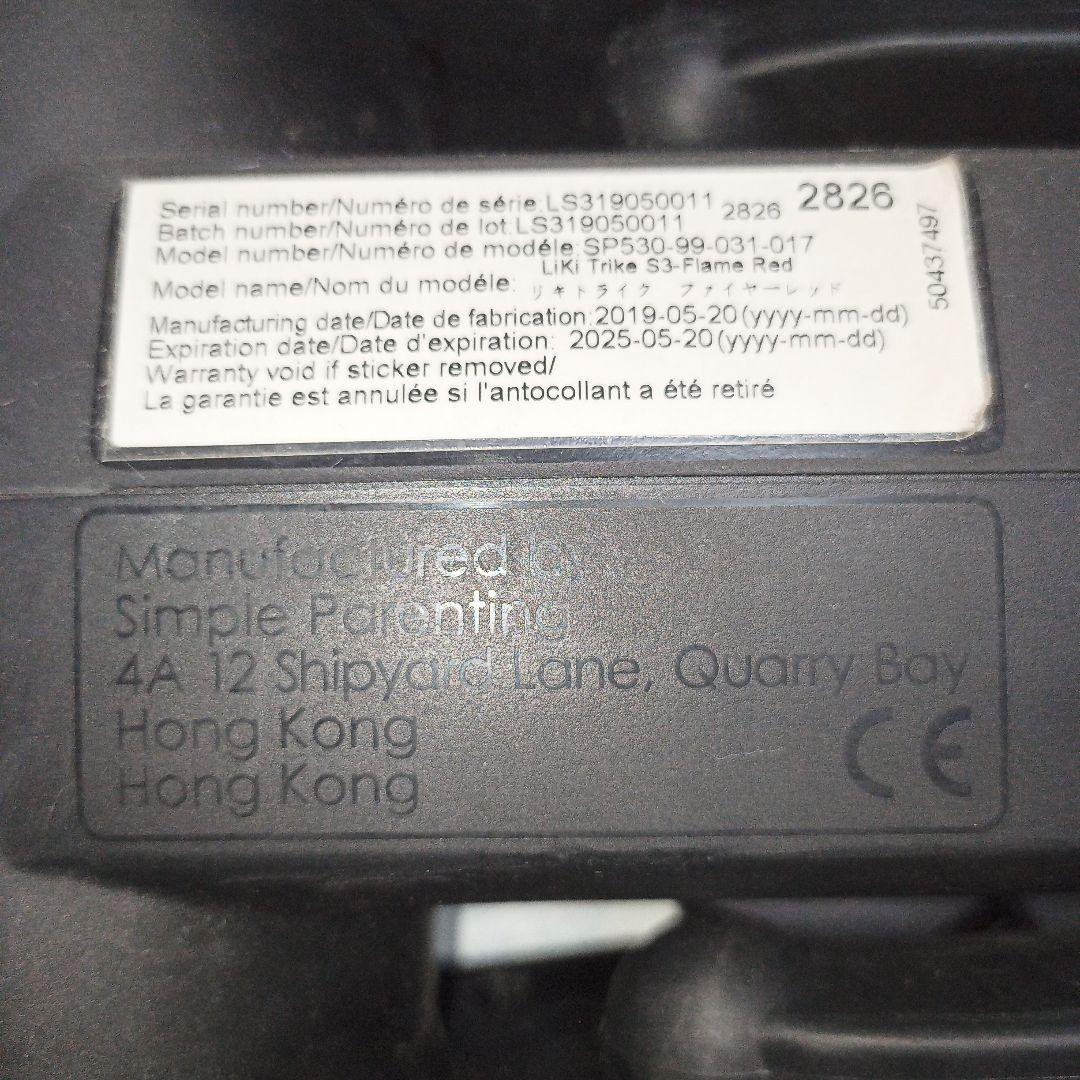 Serial number/Numéro de série:LS319050011 2826 2826
Batch number/Numéro de lot:LS319050011
Model number/Numéro de modéle:SP530-99-031-017
LiKi Trike S3-Flame Red
Model name/Nom du modéle: リキトライク ファイヤーレッド
Manufacturing date/Date de fabrication:2019-05-20(yyyy-mm-dd)
Expiration date/Date d'expiration: 2025-05-20(yyyy-mm-dd)
Warranty void if sticker removed/
La garantie est annulée si l'antocollant a été retiré
50437497
Manufactured by:
Simple Parenting
4A 12 Shipyard Lane, Quarry Bay
Hong Kong
Hong Kong
CE